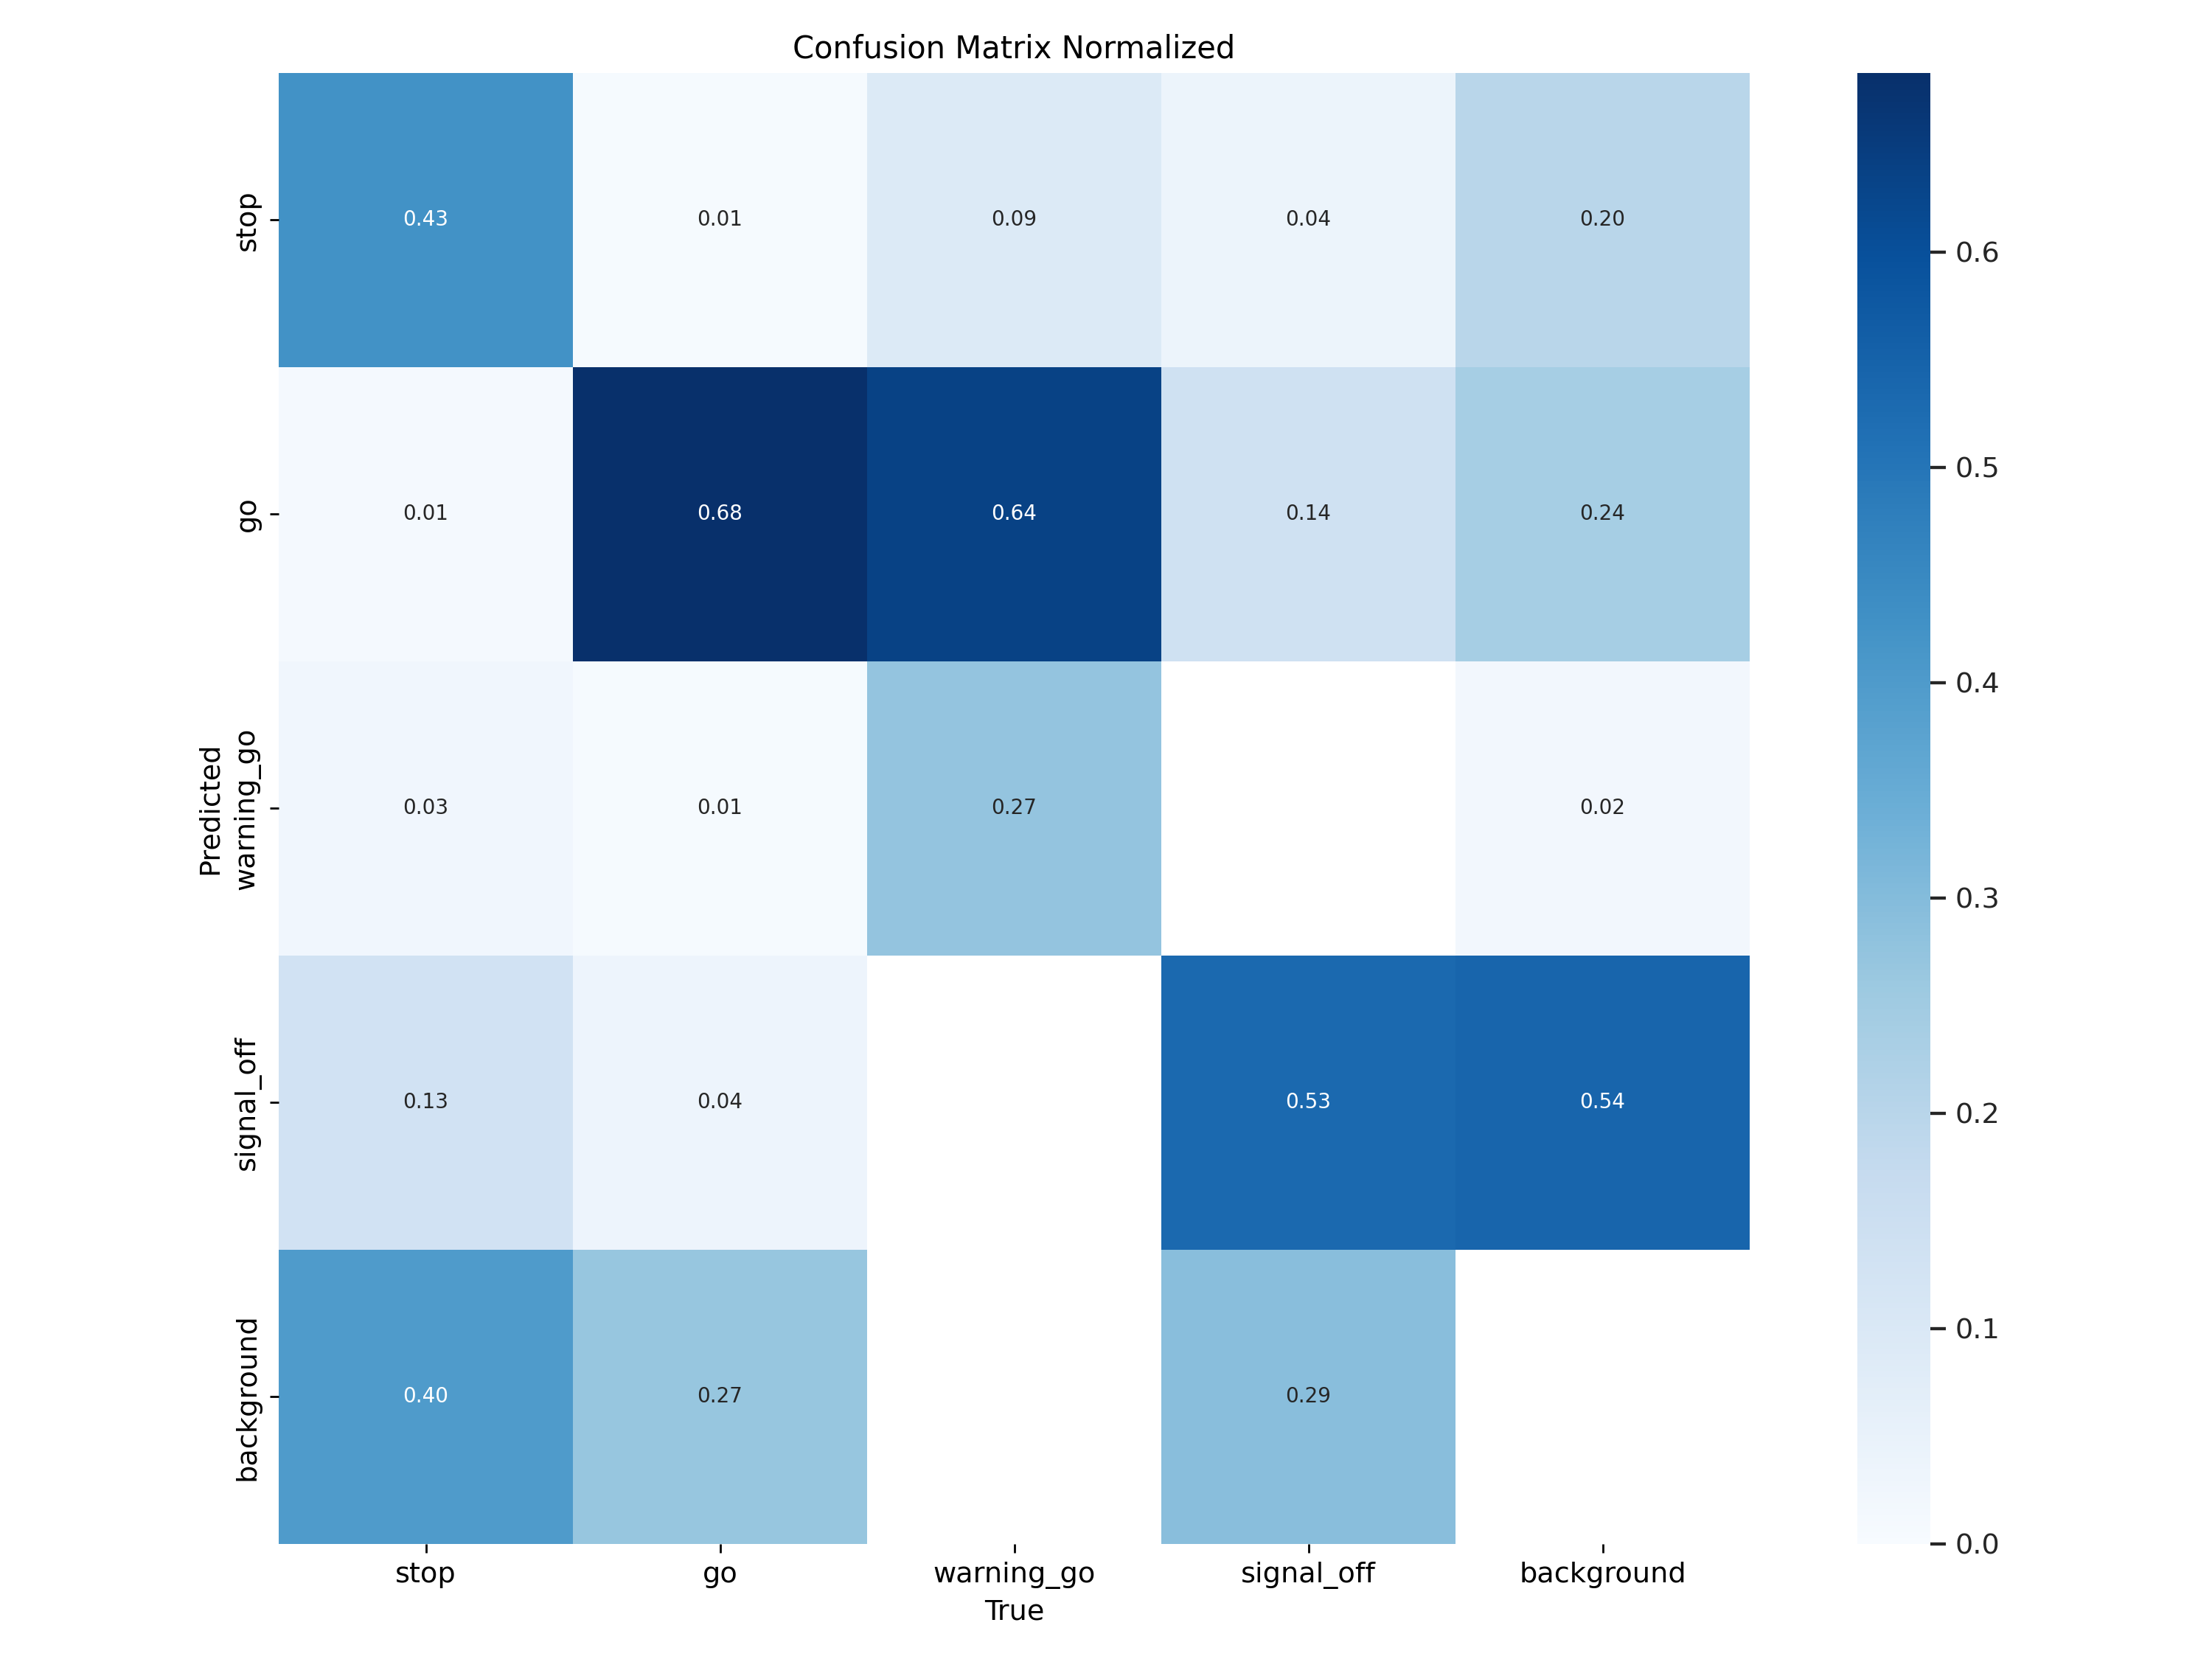 Confusion Matrix Normalized
stop
0.43
0.01
0.09
0.04
0.20
go
0.01
0.68
0.64
0.14
0.24
Predicted
warning_go
0.03
0.01
0.27
0.02
signal_off
0.13
0.04
0.53
0.54
background
0.40
0.27
0.29
stop
go
warning_go
signal_off
background
True
0.6
0.5
0.4
0.3
0.2
0.1
0.0